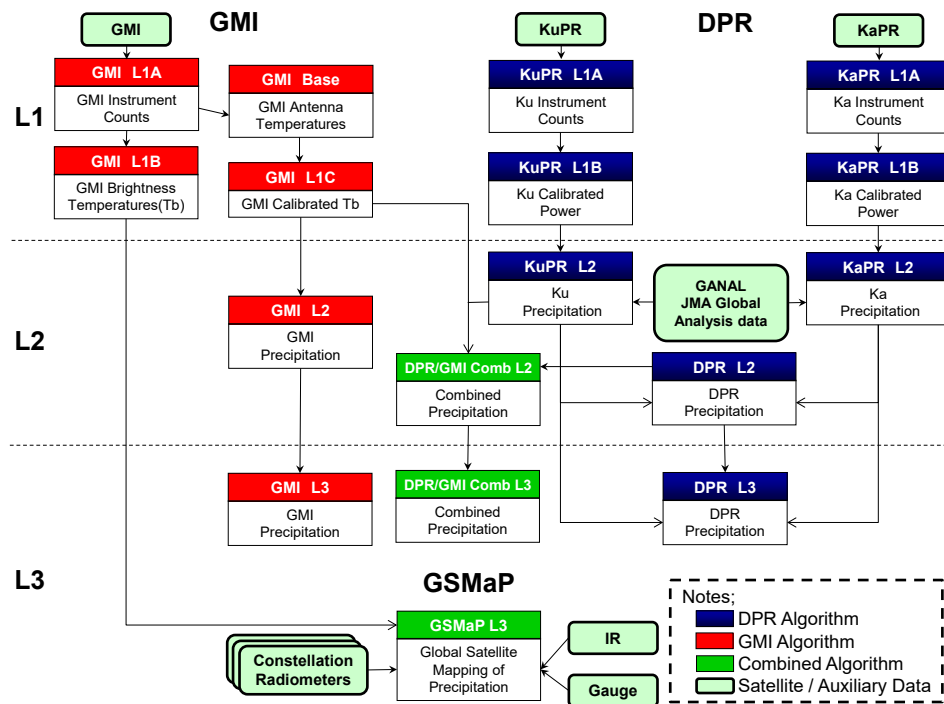 GMI
GMI
KuPR
DPR
KaPR
L1
GMI L1A
GMI Instrument
Counts
GMI Base
GMI Antenna
Temperatures
KuPR L1A
Ku Instrument
Counts
KaPR L1A
Ka Instrument
Counts
GMI L1B
GMI Brightness
Temperatures(Tb)
GMI L1C
GMI Calibrated Tb
KuPR L1B
Ku Calibrated
Power
KaPR L1B
Ka Calibrated
Power
L2
KuPR L2
Ku
Precipitation
GANAL
JMA Global
Analysis data
KaPR L2
Ka
Precipitation
GMI L2
GMI
Precipitation
DPR/GMI Comb L2
Combined
Precipitation
DPR L2
DPR
Precipitation
L3
GMI L3
GMI
Precipitation
DPR/GMI Comb L3
Combined
Precipitation
DPR L3
DPR
Precipitation
GSMaP
GSMaP L3
Global Satellite
Mapping of
Precipitation
Constellation
Radiometers
IR
Gauge
Notes;
DPR Algorithm
GMI Algorithm
Combined Algorithm
Satellite / Auxiliary Data